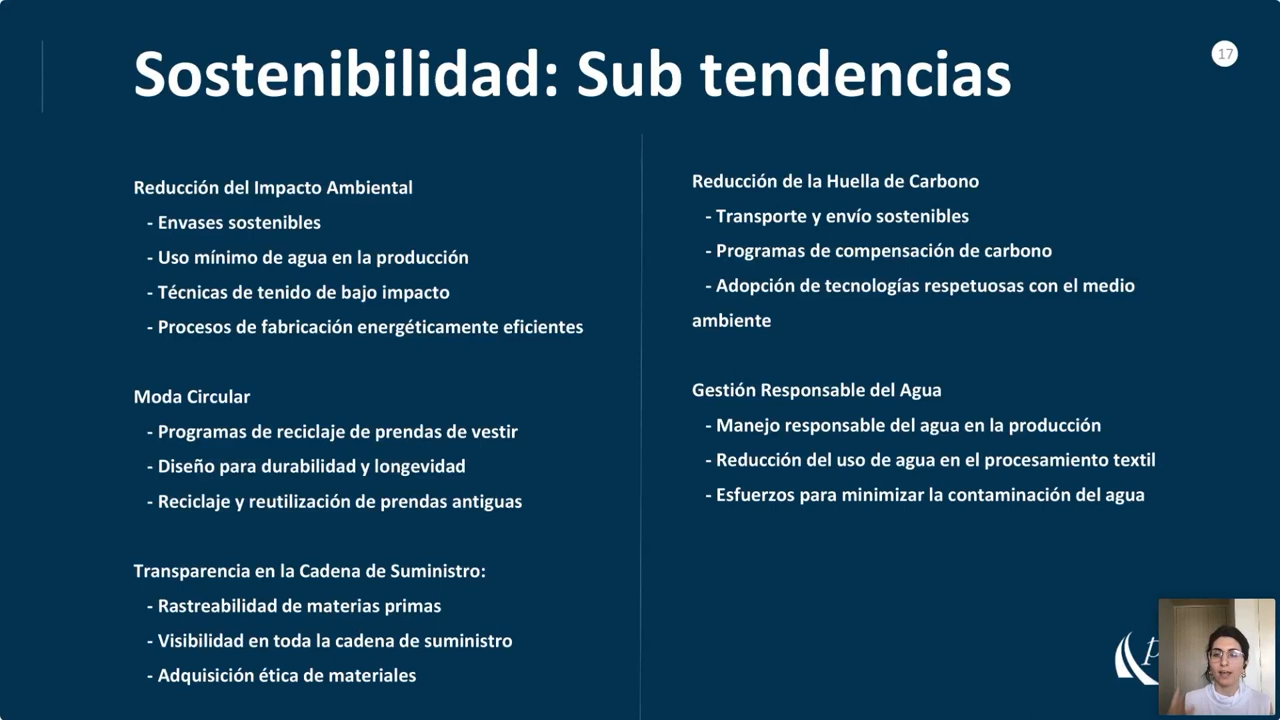 Sostenibilidad: Sub tendencias
17
Reducción del Impacto Ambiental
- Envases sostenibles
- Uso mínimo de agua en la producción
- Técnicas de tenido de bajo impacto
- Procesos de fabricación energéticamente eficientes
Moda Circular
- Programas de reciclaje de prendas de vestir
- Diseño para durabilidad y longevidad
- Reciclaje y reutilización de prendas antiguas
Transparencia en la Cadena de Suministro:
- Rastreabilidad de materias primas
- Visibilidad en toda la cadena de suministro
- Adquisición ética de materiales
Reducción de la Huella de Carbono
- Transporte y envío sostenibles
- Programas de compensación de carbono
- Adopción de tecnologías respetuosas con el medio
ambiente
Gestión Responsable del Agua
- Manejo responsable del agua en la producción
- Reducción del uso de agua en el procesamiento textil
- Esfuerzos para minimizar la contaminación del agua